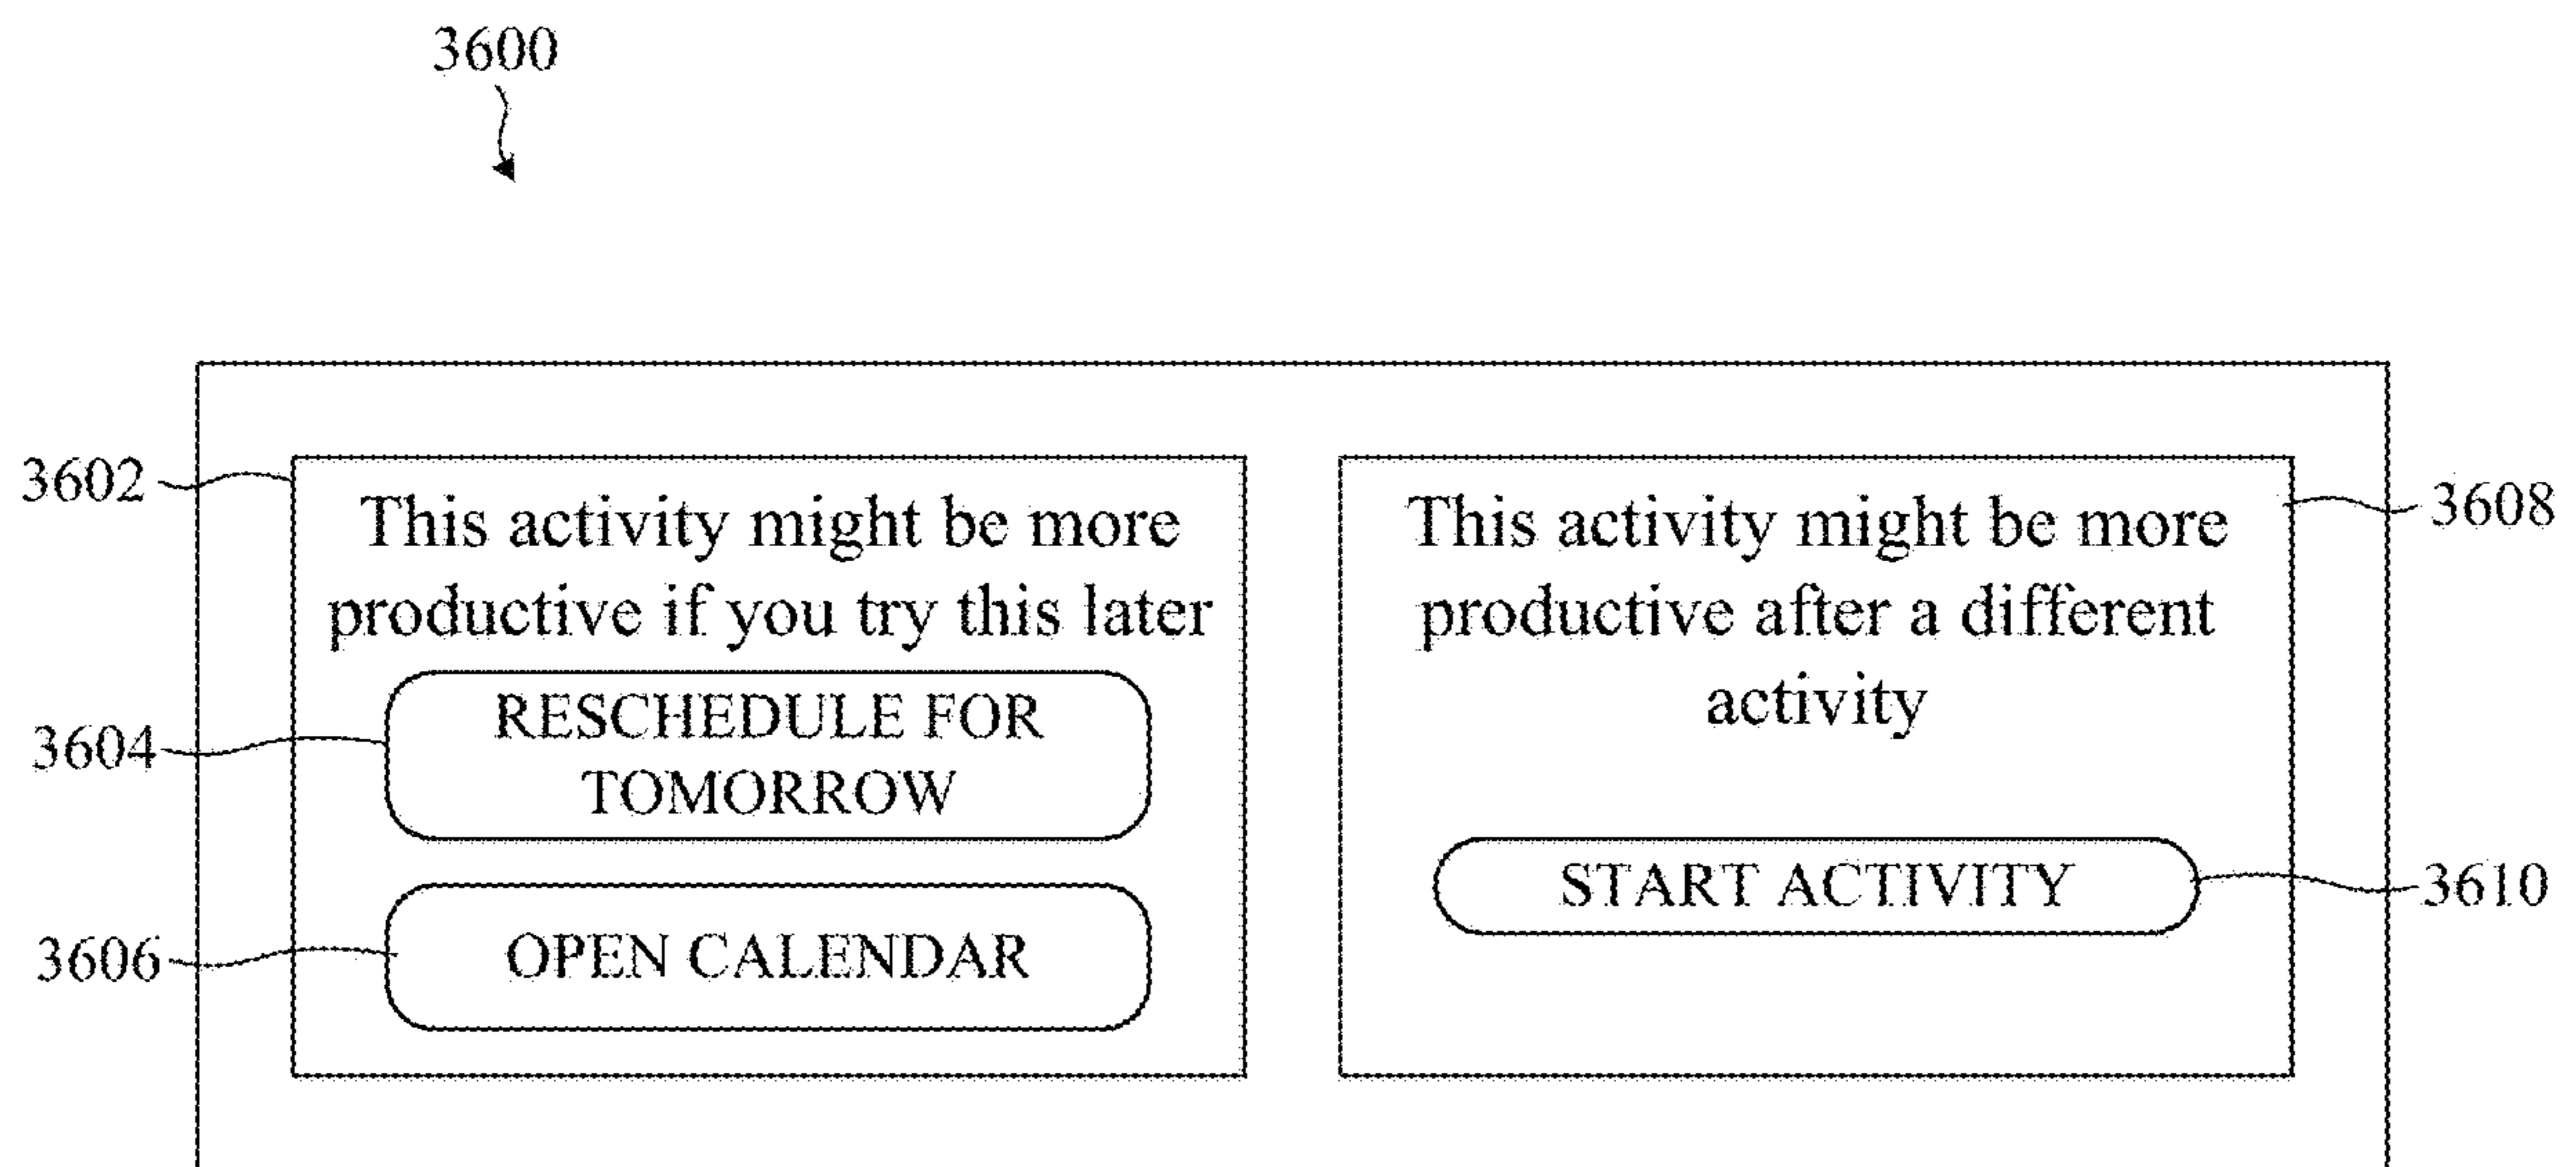 3600
3602
This activity might be more
productive if you try this later
3604
RESCHEDULE FOR
TOMORROW
3606
OPEN CALENDAR
This activity might be more
productive after a different
activity
3608
START ACTIVITY
3610